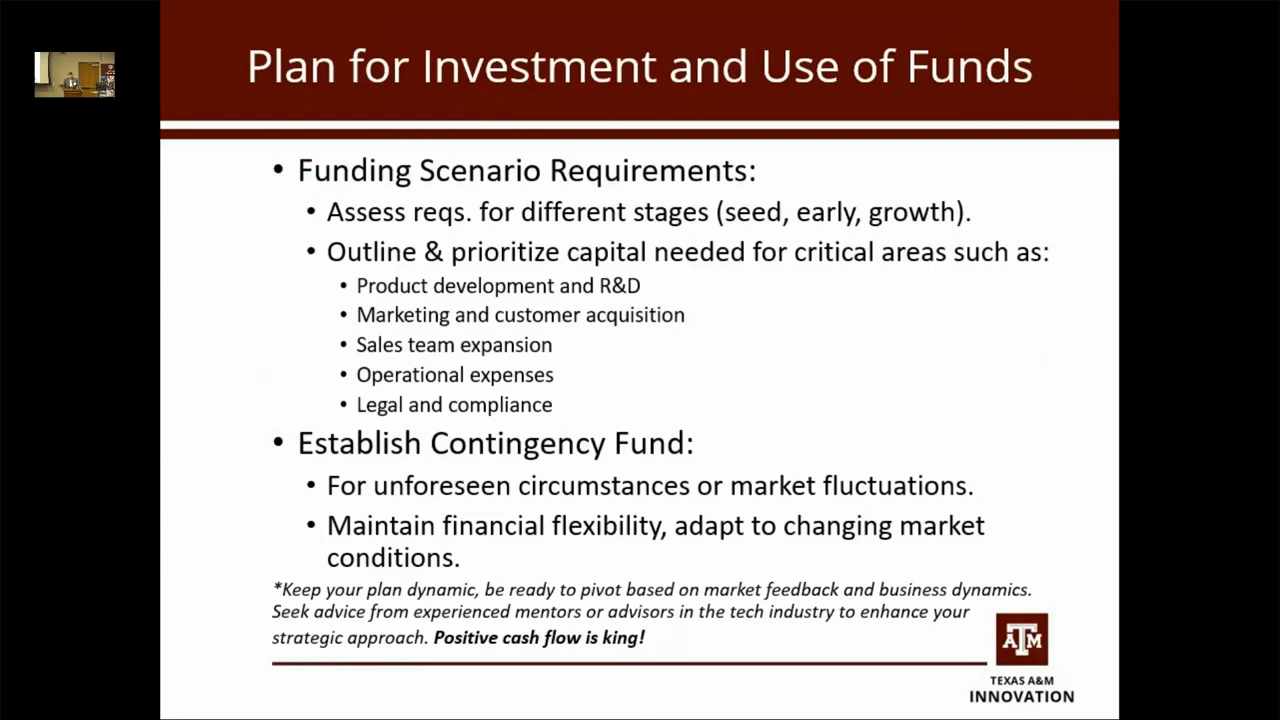 Plan for Investment and Use of Funds
• Funding Scenario Requirements:
• Assess reqs. for different stages (seed, early, growth).
• Outline & prioritize capital needed for critical areas such as:
• Product development and R&D
• Marketing and customer acquisition
• Sales team expansion
• Operational expenses
• Legal and compliance
• Establish Contingency Fund:
• For unforeseen circumstances or market fluctuations.
• Maintain financial flexibility, adapt to changing market
conditions.
*Keep your plan dynamic, be ready to pivot based on market feedback and business dynamics.
Seek advice from experienced mentors or advisors in the tech industry to enhance your
strategic approach. Positive cash flow is king!
ATM
TEXAS A&M
INNOVATION